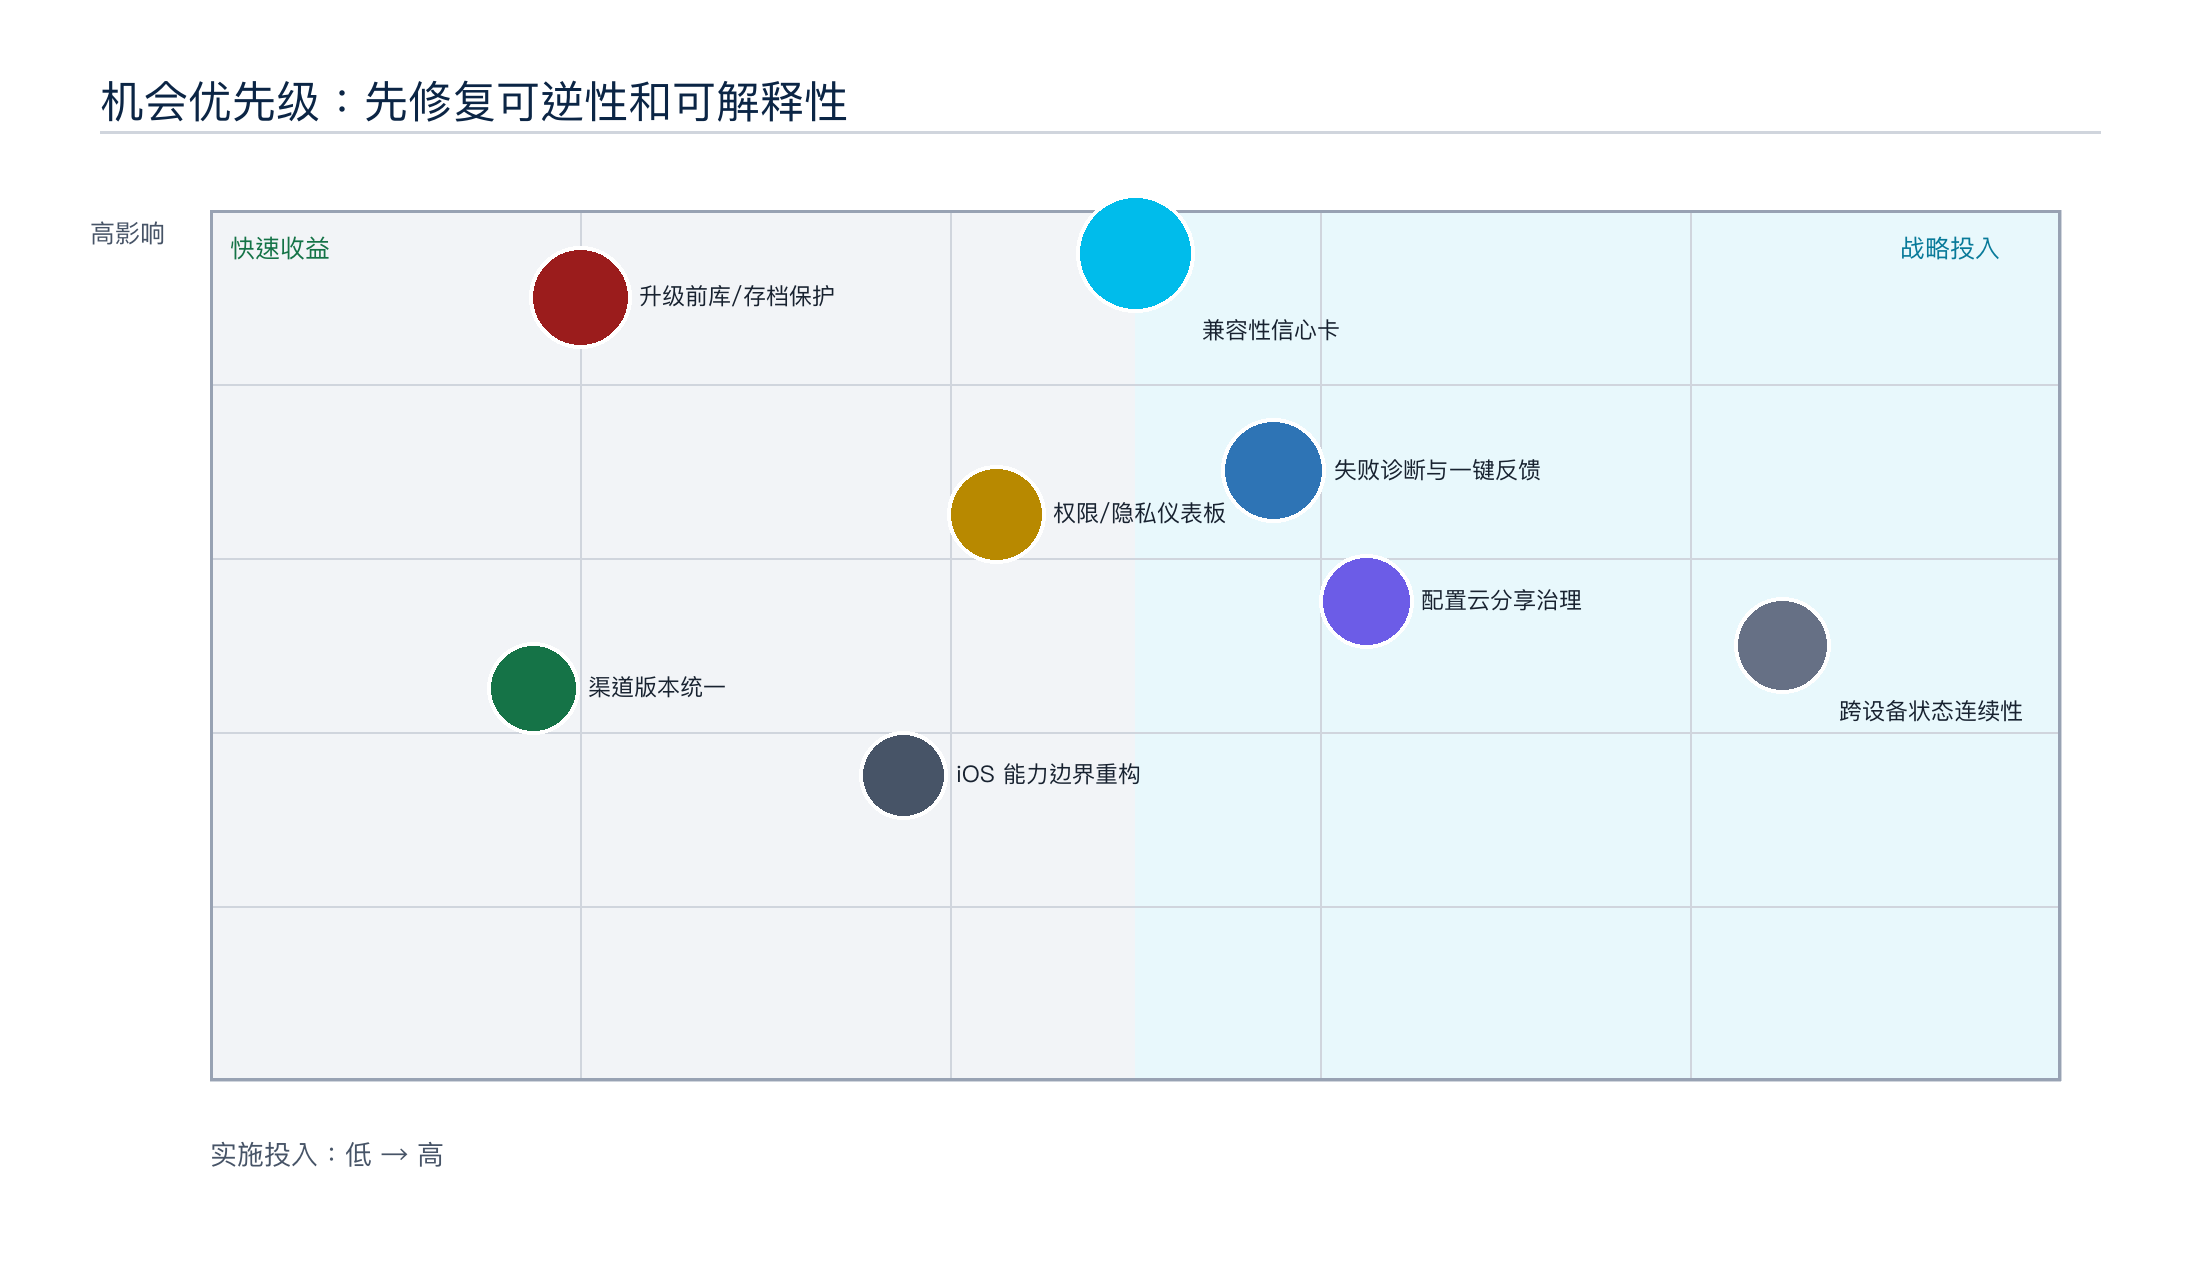 机会优先级：先修复可逆性和可解释性
高影响
快速收益
战略投入
升级前库/存档保护
兼容性信心卡
失败诊断与一键反馈
权限/隐私仪表板
配置云分享治理
渠道版本统一
跨设备状态连续性
iOS 能力边界重构
实施投入：低 → 高